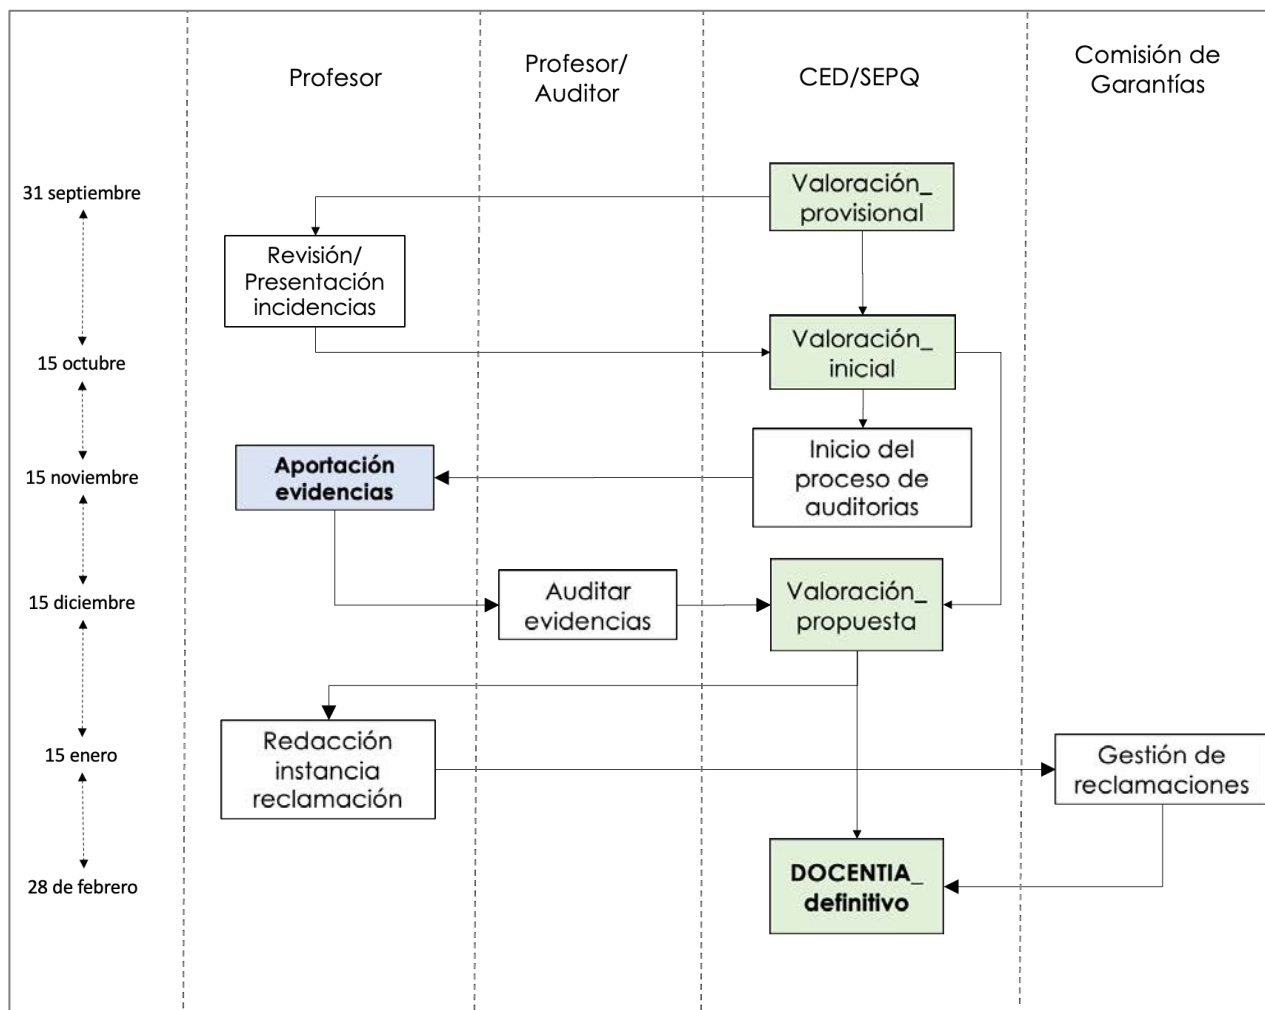 Profesor
Profesor/
Auditor
CED/SEPQ
Comisión de
Garantías
31 septiembre
Valoración_
provisional
Revisión/
Presentación
incidencias
15 octubre
Valoración_
inicial
15 noviembre
Aportación
evidencias
Inicio del
proceso de
auditorias
15 diciembre
Auditar
evidencias
Valoración_
propuesta
15 enero
Redacción
instancia
reclamación
Gestión de
reclamaciones
28 de febrero
DOCENTIA_
definitivo